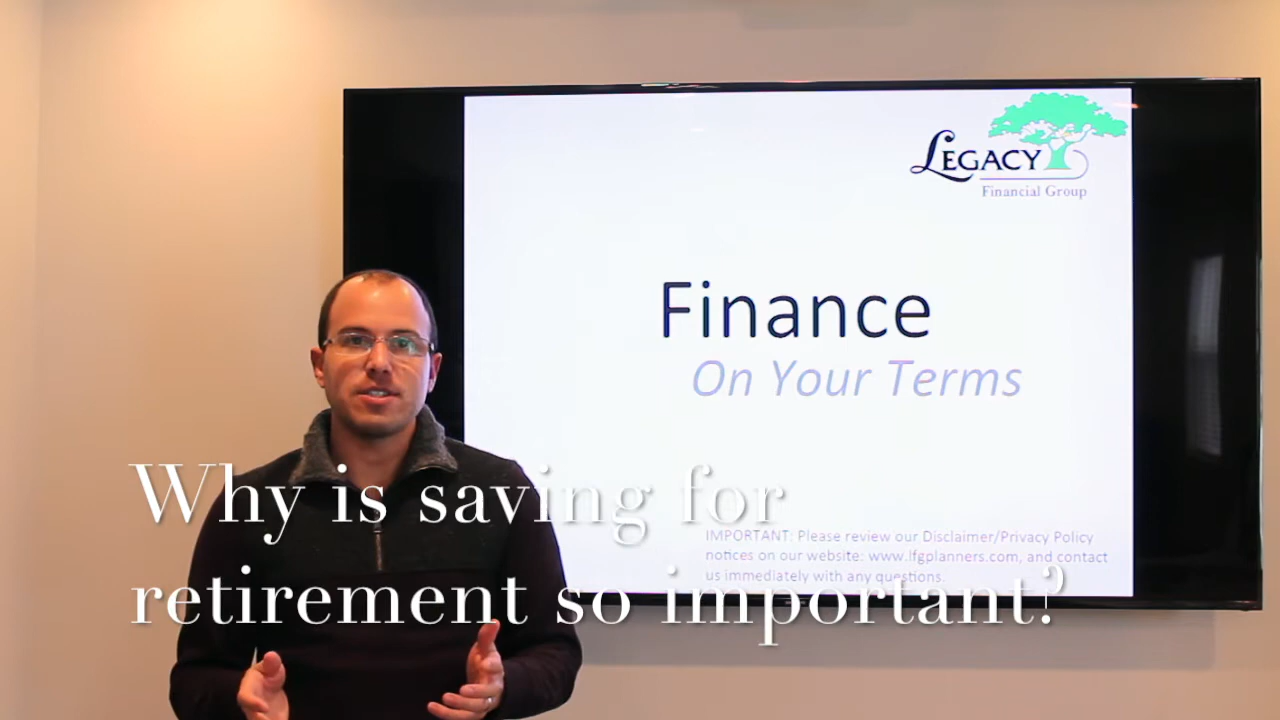 LEGACY
Financial Group
Finance
On Your Terms
Why is saving for
retirement so important?
IMPORTANT: Please review our Disclaimer/Privacy Policy
notices on our website: www.lfgplanners.com, and contact
us immediately with any questions.